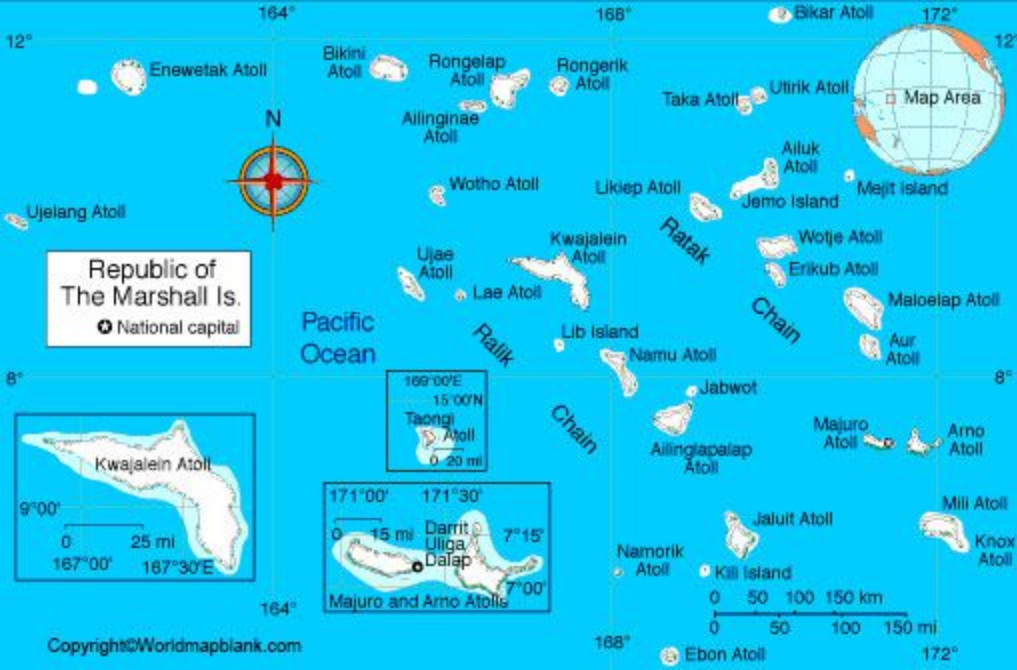 164°
168°
172°
Bikar Atoll
12°
12°
Enewetak Atoll
Bikini
Atoll
Rongelap
Atoll
Rongerik
Atoll
Ailinginae
Atoll
Taka Atoll
Utirik Atoll
Map Area
N
Ailuk
Atoll
Wotho Atoll
Likiep Atoll
Jemo Island
Mejit island
Ujelang Atoll
Ratak
Chain
Wotje Atoll
Erikub Atoll
Kwajalein
Atoll
Ujae
Atoll
Lae Atoll
Maloelap Atoll
Republic of
The Marshall Is.
National capital
Pacific
Ocean
Ralik
Chain
Lib Island
Namu Atoll
Aur
Atoll
8°
8°
169°00'E
15°00'N
Taongi
Atoll
0 20 mi
Jabwot
Ailinglapalap
Atoll
Majuro
Atoll
Arno
Atoll
Kwajalein Atoll
9°00'
0 25 mi
167°00' 167°30'E
171°00' 171°30'
0 15 mi
Darrit
Uliga
Dalap
7°15'
7°00'
Majuro and Arno Atolls
Mili Atoll
Knox
Atoll
Jaluit Atoll
Namorik
Atoll
Kili Island
0 50 100 150 km
0 50 100 150 mi
164°
168°
172°
Ebon Atoll
Copyright©Worldmapblank.com